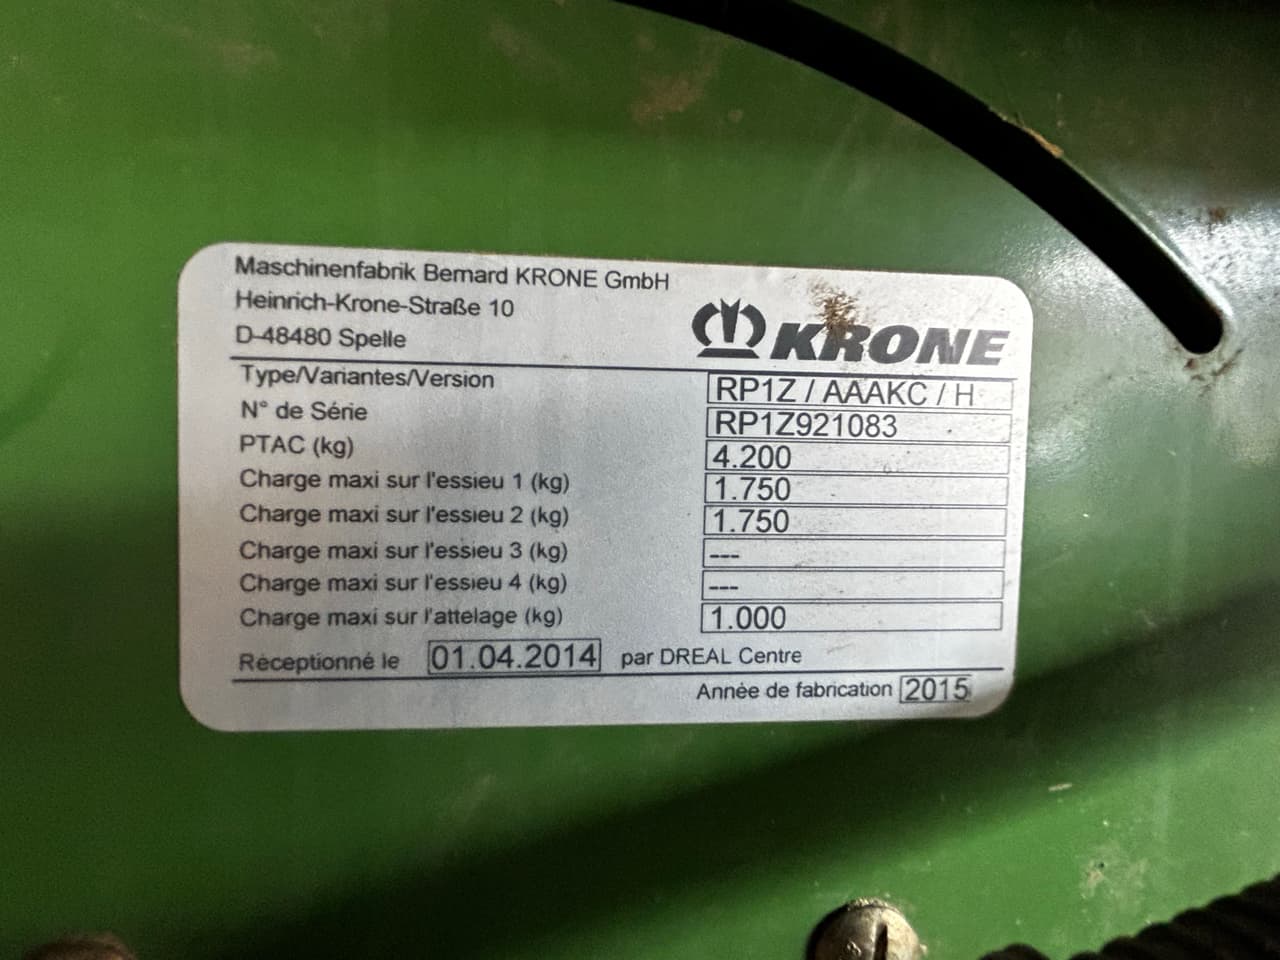 Maschinenfabrik Bernard KRONE GmbH
Heinrich-Krone-Straße 10
D-48480 Spelle
KRONE
Type/Variantes/Version RP1Z / AAAKC / H
N° de Série RP1Z921083
PTAC (kg) 4.200
Charge maxi sur l'essieu 1 (kg) 1.750
Charge maxi sur l'essieu 2 (kg) 1.750
Charge maxi sur l'essieu 3 (kg) ---
Charge maxi sur l'essieu 4 (kg) ---
Charge maxi sur l'attelage (kg) 1.000
Réceptionné le 01.04.2014 par DREAL Centre
Année de fabrication 2015